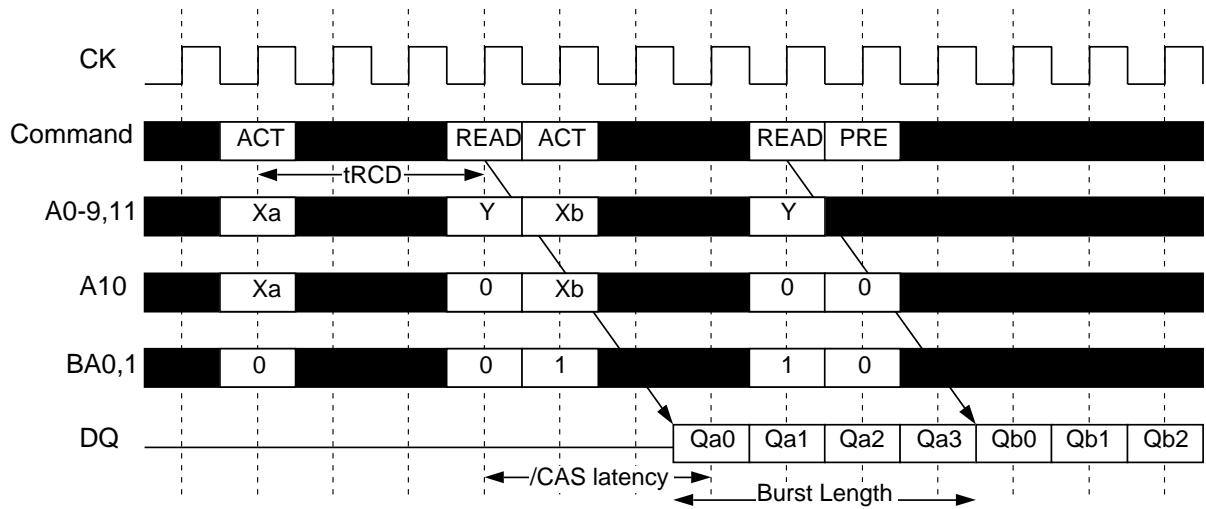 CK
Command ACT READ ACT READ PRE
tRCD
A0-9,11 Xa Y Xb Y
A10 Xa 0 Xb 0 0
BA0,1 0 0 1 1 0
DQ Qa0 Qa1 Qa2 Qa3 Qb0 Qb1 Qb2
/CAS latency
Burst Length